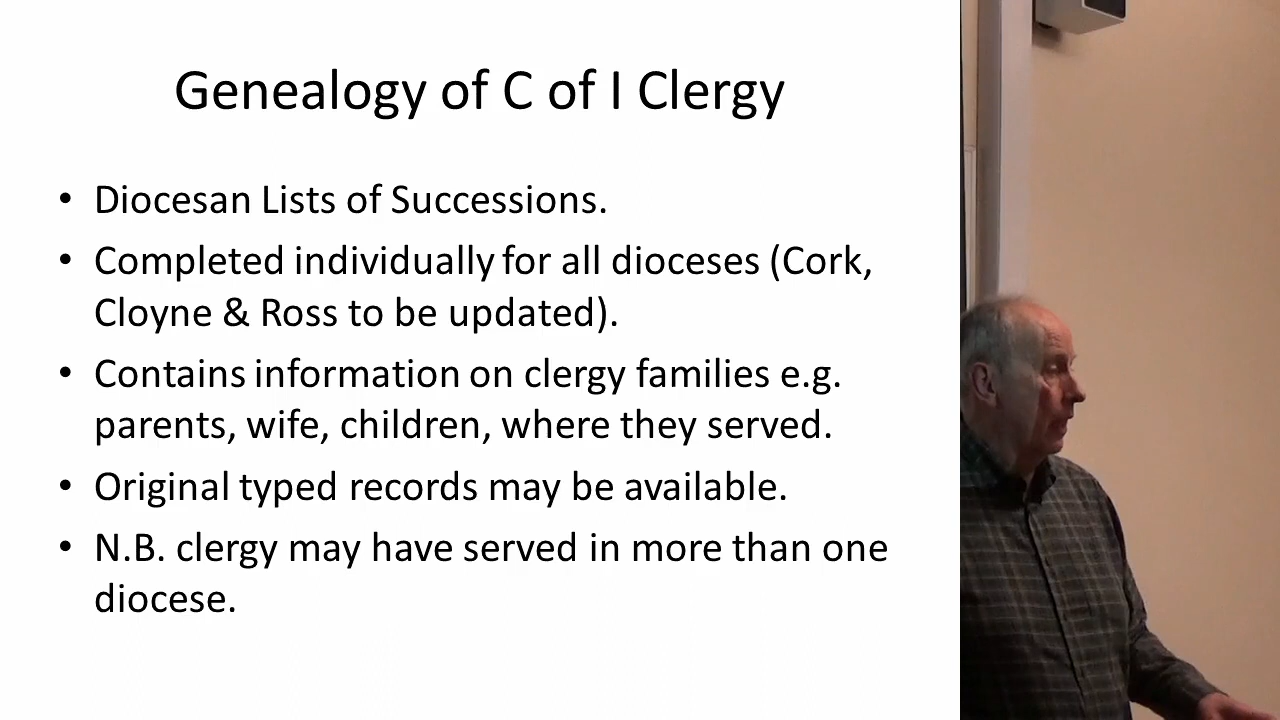 Genealogy of C of I Clergy
• Diocesan Lists of Successions.
• Completed individually for all dioceses (Cork,
Cloyne & Ross to be updated).
• Contains information on clergy families e.g.
parents, wife, children, where they served.
• Original typed records may be available.
• N.B. clergy may have served in more than one
diocese.